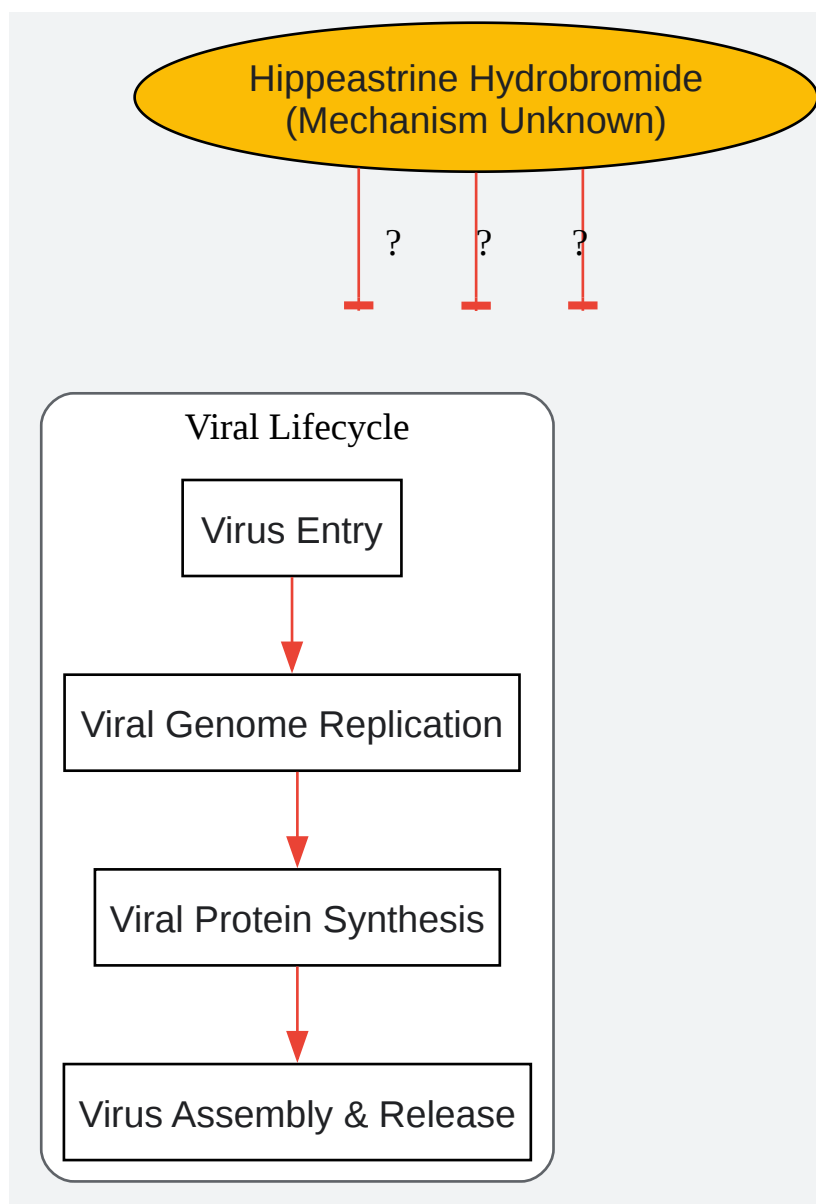 Hippeastrine Hydrobromide
(Mechanism Unknown)
? ? ?
Viral Lifecycle
Virus Entry
Viral Genome Replication
Viral Protein Synthesis
Virus Assembly & Release